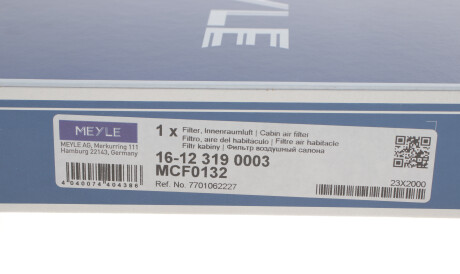 YLE
MEYLE
MEYLE AG, Merkurring 111
Hamburg 22143, Germany
4 040074 404386
1 x Filter, Innenraumluft | Cabin air filter
Filtro, aire del habitáculo | Filtre air habitacle
Filtr kabiny | Фильтр воздушный салона
16-12 319 0003
MCF0132
Ref. No. 7701062227
23X2000